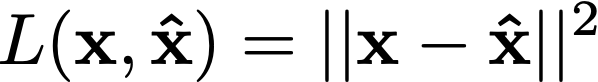 L(x, x̂) = ||x − x̂||²